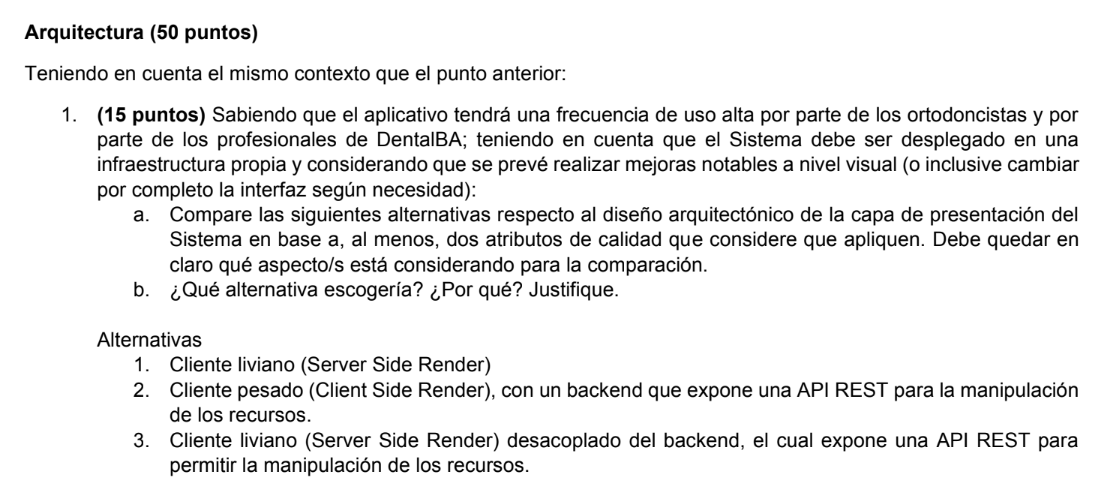 Arquitectura (50 puntos)
Teniendo en cuenta el mismo contexto que el punto anterior:
1. (15 puntos) Sabiendo que el aplicativo tendrá una frecuencia de uso alta por parte de los ortodoncistas y por
parte de los profesionales de DentalBA; teniendo en cuenta que el Sistema debe ser desplegado en una
infraestructura propia y considerando que se prevé realizar mejoras notables a nivel visual (o inclusive cambiar
por completo la interfaz según necesidad):
a. Compare las siguientes alternativas respecto al diseño arquitectónico de la capa de presentación del
Sistema en base a, al menos, dos atributos de calidad que considere que apliquen. Debe quedar en
claro qué aspecto/s está considerando para la comparación.
b. ¿Qué alternativa escogería? ¿Por qué? Justifique.
Alternativas
1. Cliente liviano (Server Side Render)
2. Cliente pesado (Client Side Render), con un backend que expone una API REST para la manipulación
de los recursos.
3. Cliente liviano (Server Side Render) desacoplado del backend, el cual expone una API REST para
permitir la manipulación de los recursos.